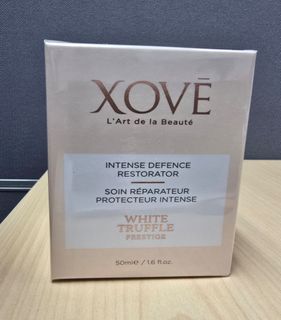 XOVĒ
L'Art de la Beauté
INTENSE DEFENCE
RESTORATOR
SOIN RÉPARATEUR
PROTECTEUR INTENSE
WHITE
TRUFFLE
PRESTIGE
50ml e / 1.6 fl.oz.